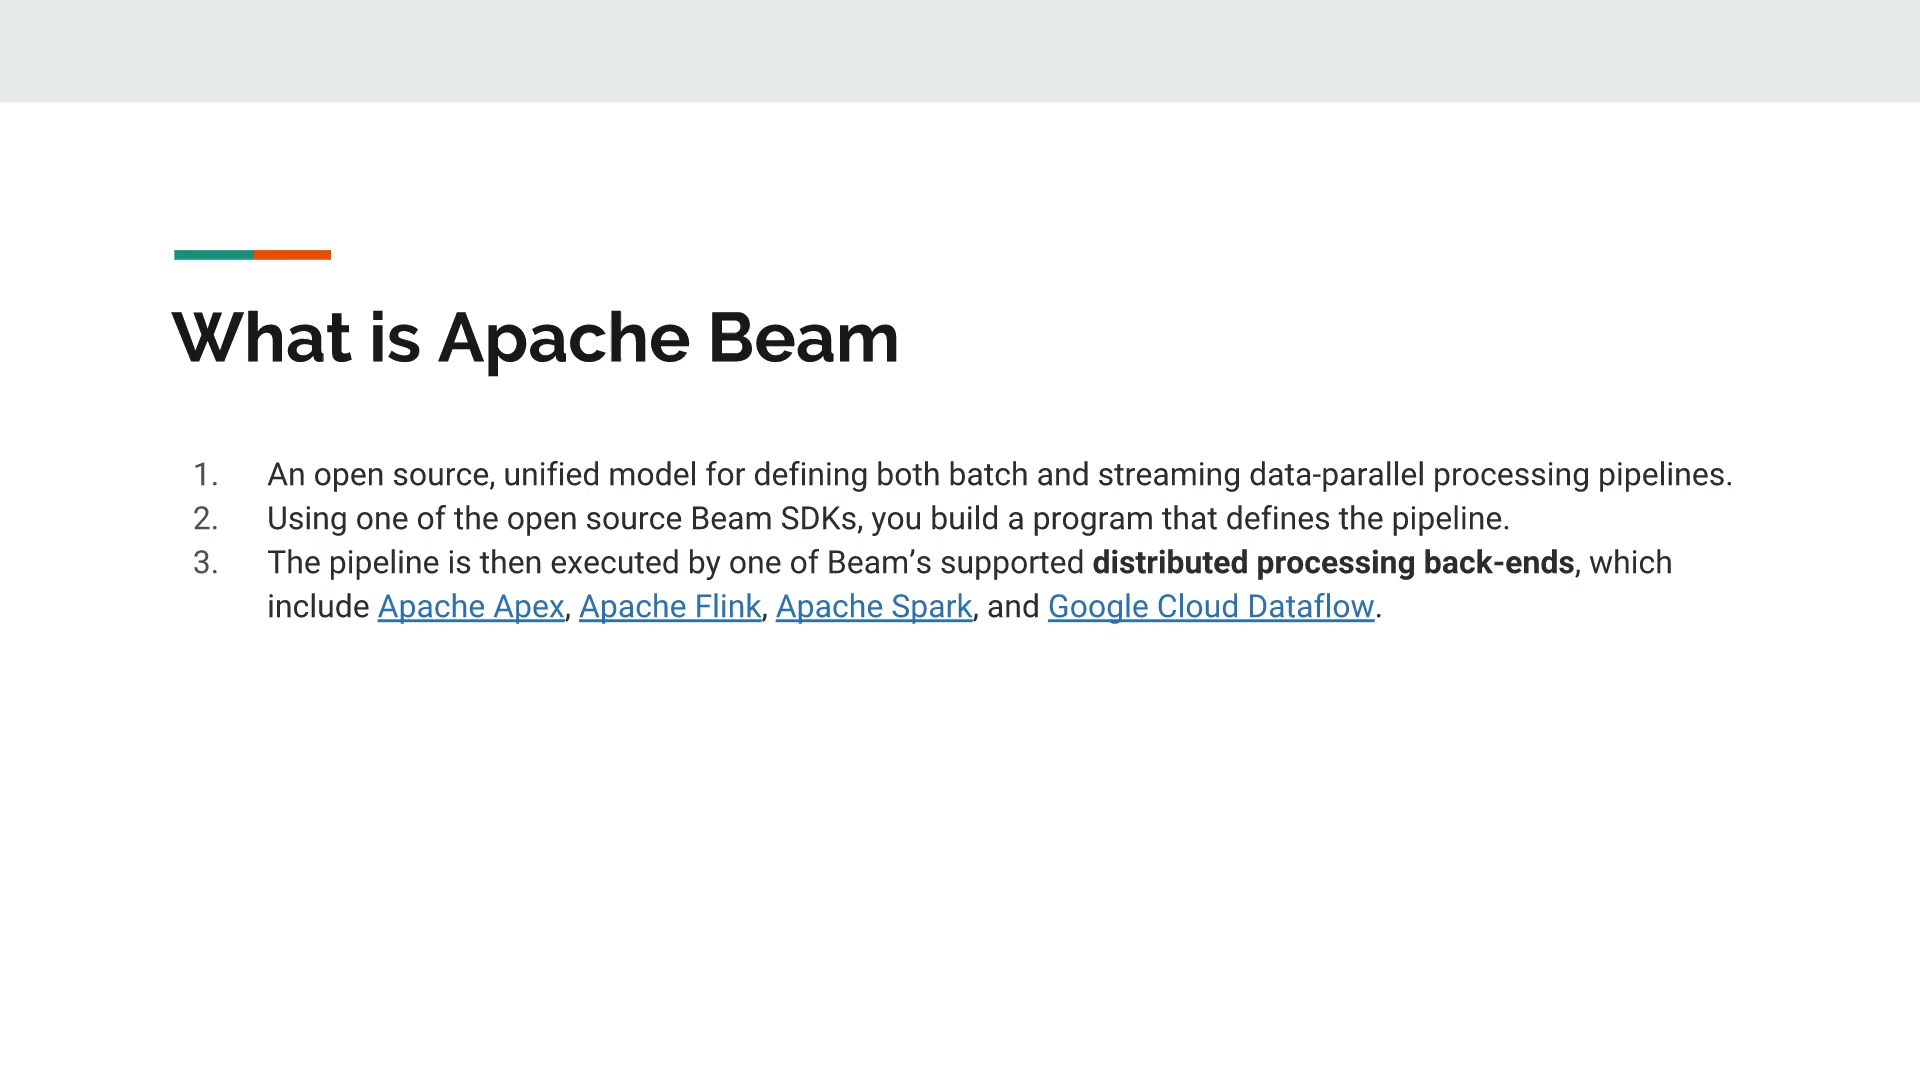 What is Apache Beam
1. An open source, unified model for defining both batch and streaming data-parallel processing pipelines.
2. Using one of the open source Beam SDKs, you build a program that defines the pipeline.
3. The pipeline is then executed by one of Beam’s supported distributed processing back-ends, which
include Apache Apex, Apache Flink, Apache Spark, and Google Cloud Dataflow.